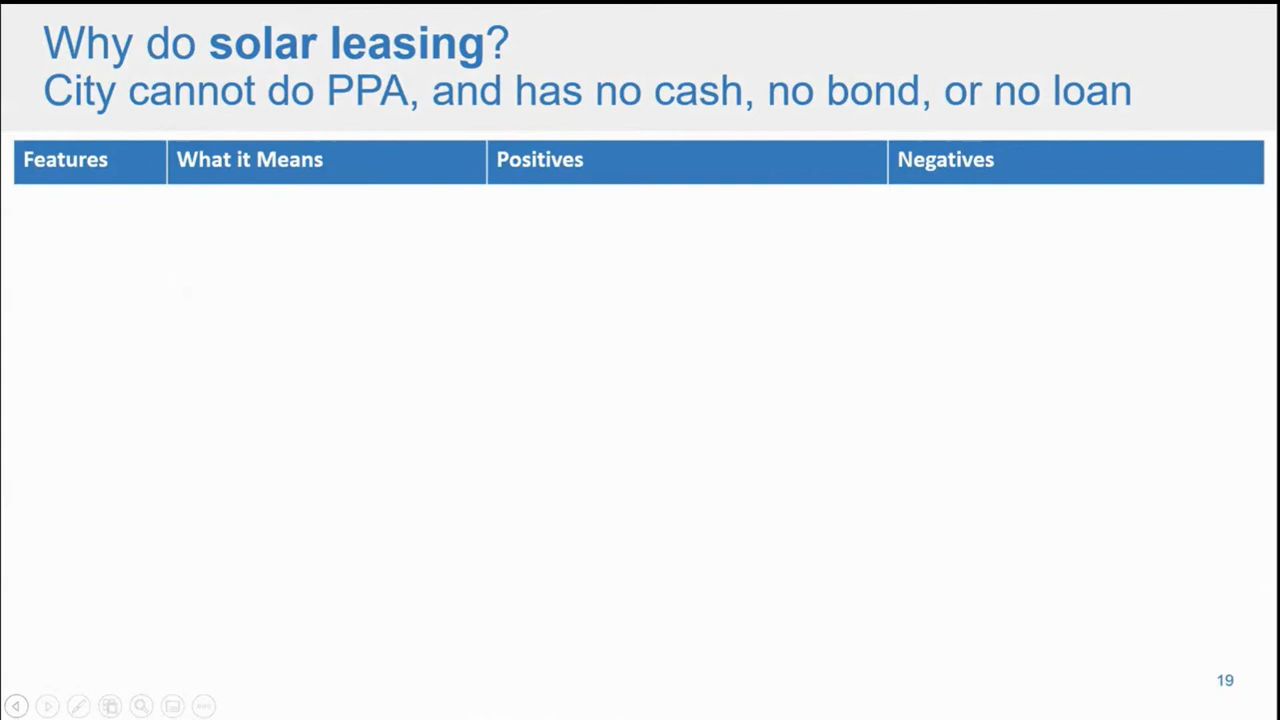 Why do solar leasing?
City cannot do PPA, and has no cash, no bond, or no loan
Features What it Means Positives Negatives
19